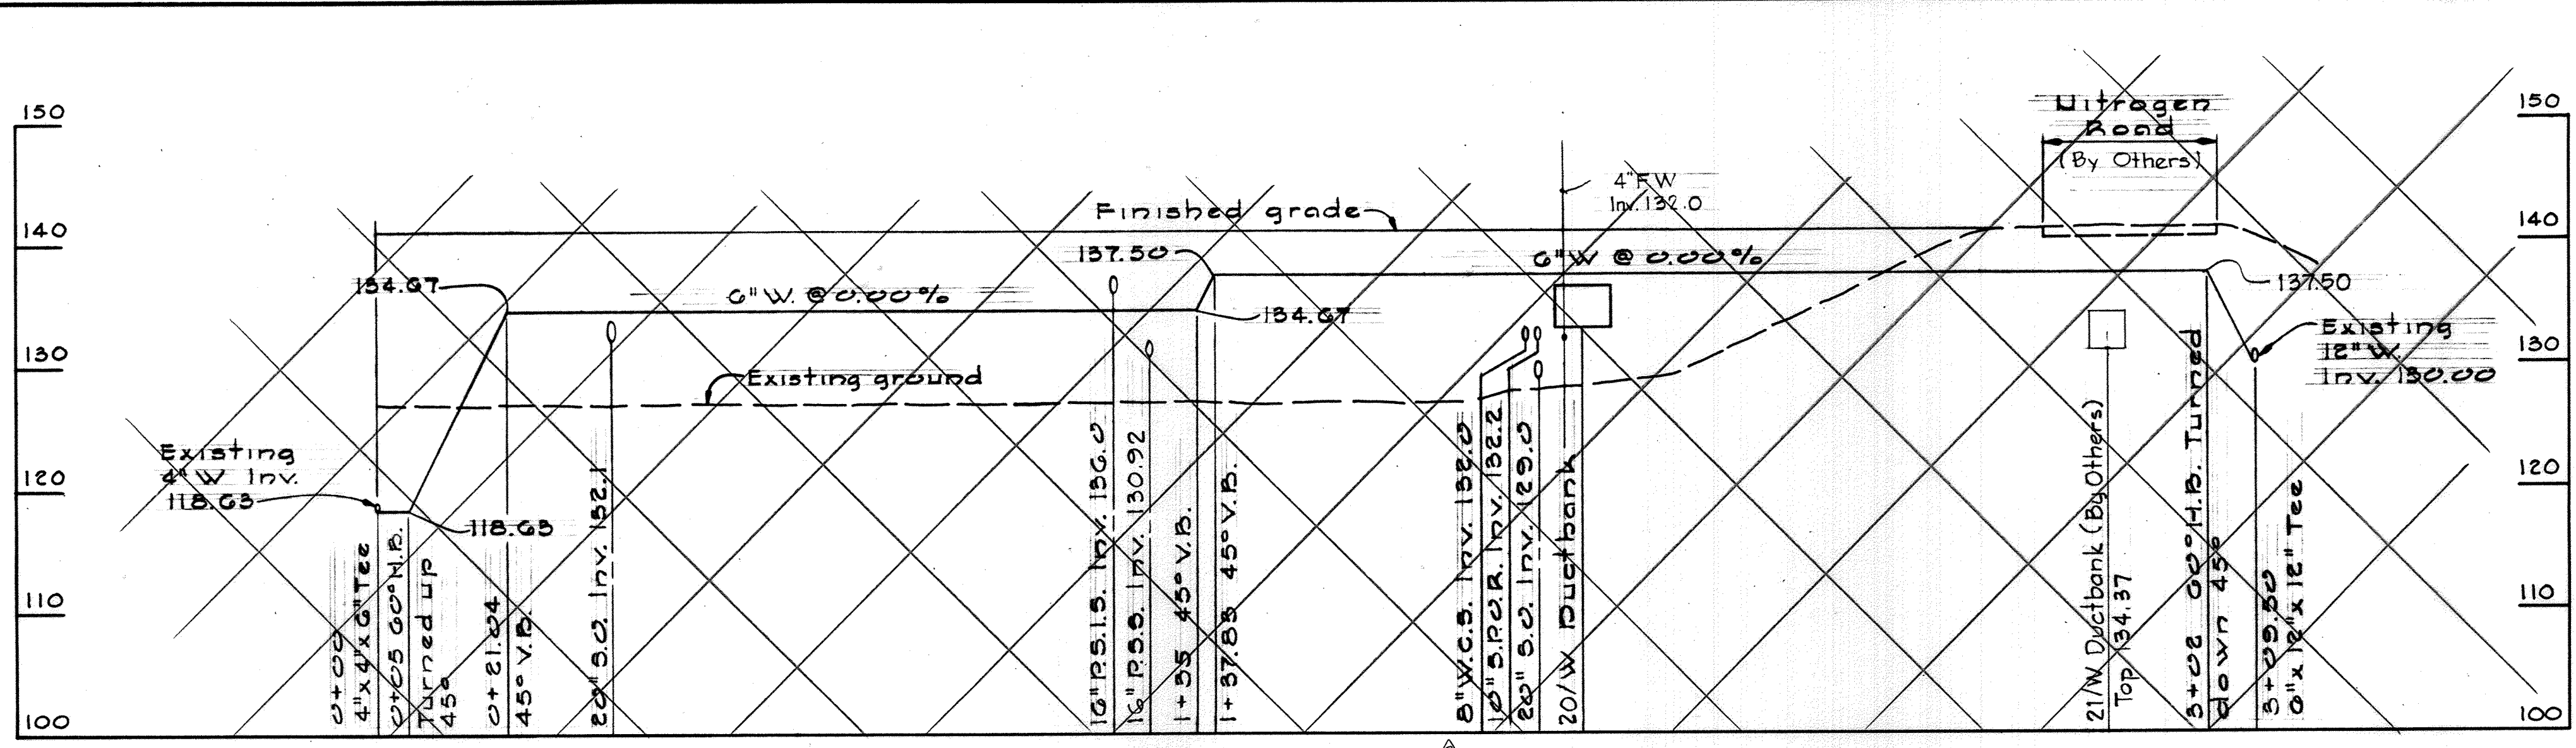 150
140
130
120
110
100
Existing
4" W Inv.
118.63
118.63
134.67
6" W. @ 0.00%
Existing ground
Finished grade
137.50
134.67
6" W @ 0.00%
4" FW
Inv. 132.0
Nitrogen
Road
(By Others)
137.50
Existing
12" W.
Inv. 130.00
150
140
130
120
110
100
0+00
4"x4"x6" Tee
0+05 60° H.B.
Turned up
45°
0+21.04
45° V.B.
20" S.O. Inv. 132.1
16" P.S.I.S. Inv. 136.0
16" P.S.S. Inv. 130.92
1+35 45° V.B.
1+37.83 45° V.B.
8" W.C.S. Inv. 132.0
10" S.P.O.R. Inv. 132.2
20" S.O. Inv. 129.0
20/W Ductbank
21/W Ductbank (By Others)
Top 134.37
3+02 60° H.B. Turned
down 45°
3+09.50
6"x12"x12" Tee